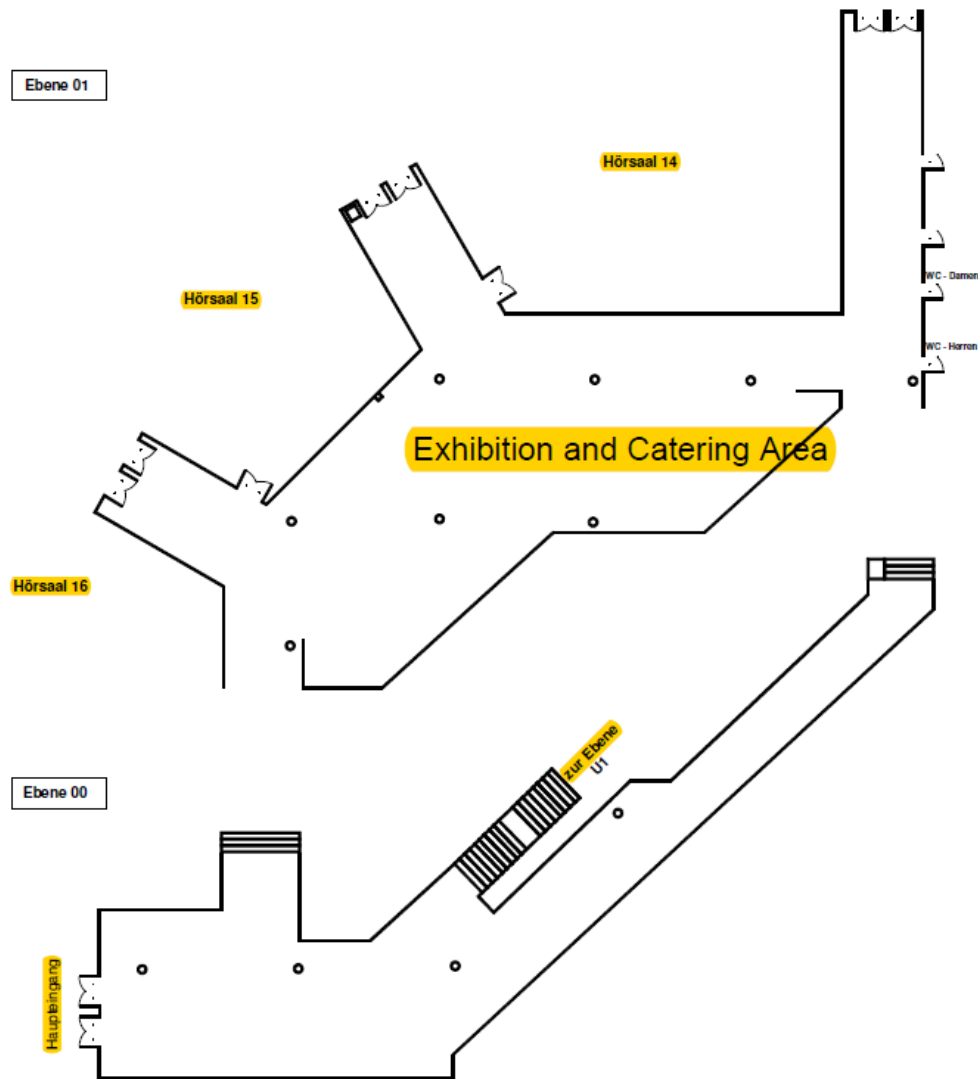 Ebene 01
Hörsaal 14
WC - Damen
Hörsaal 15
WC - Herren
Exhibition and Catering Area
Hörsaal 16
zur Ebene
U1
Ebene 00
Haupteingang